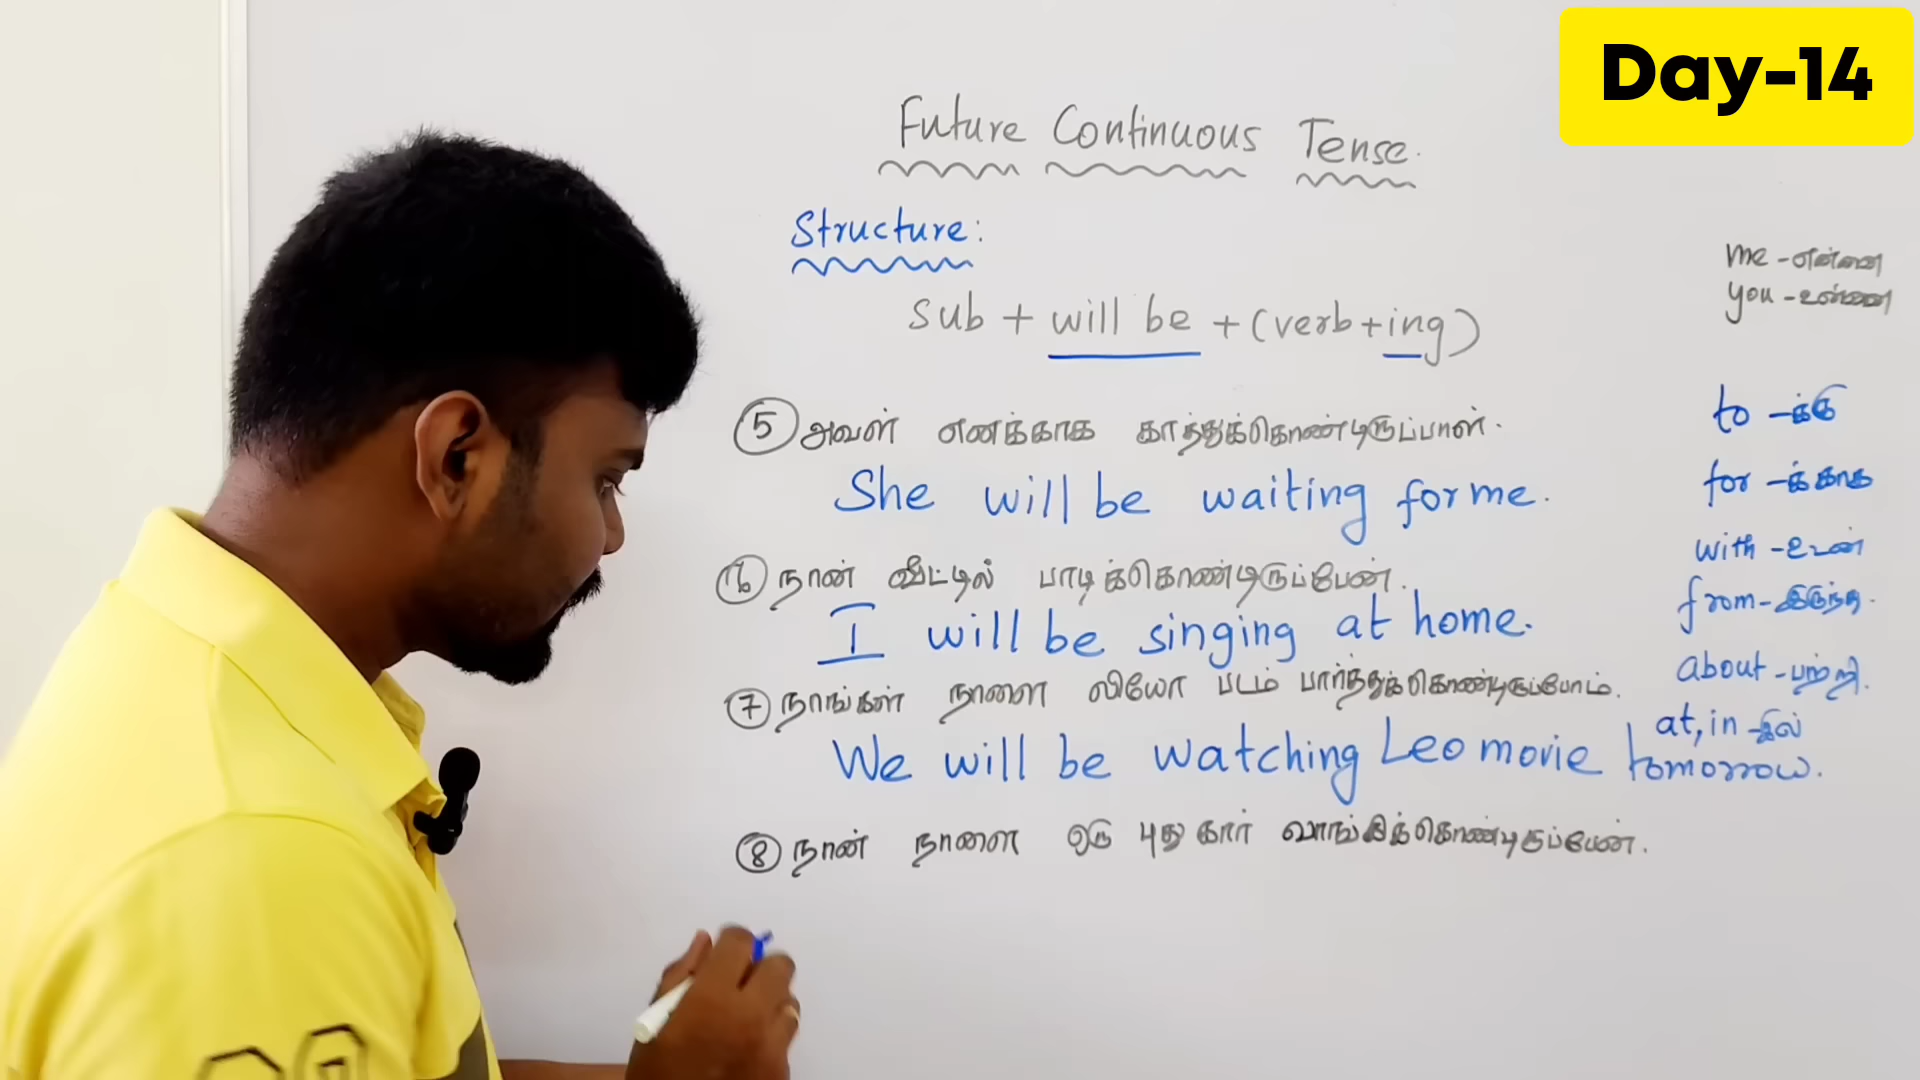 Day-14
Future Continuous Tense.
Structure:
sub + will be + (verb+ing)
me - என்னை
you - உன்னை
⑤ அவள் எனக்காக காத்துக்கொண்டிருப்பாள்.
She will be waiting for me.
⑥ நான் வீட்டில் பாடிக்கொண்டிருப்பேன்.
I will be singing at home.
⑦ நாங்கள் நாளை லியோ படம் பார்த்துக்கொண்டிருப்போம்.
We will be watching Leo movie tomorrow.
⑧ நான் நாளை ஒரு புது கார் வாங்கிக்கொண்டிருப்பேன்.
to - க்கு
for - க்காக
with - உடன்
from - இருந்து.
about - பற்றி.
at, in - இல்